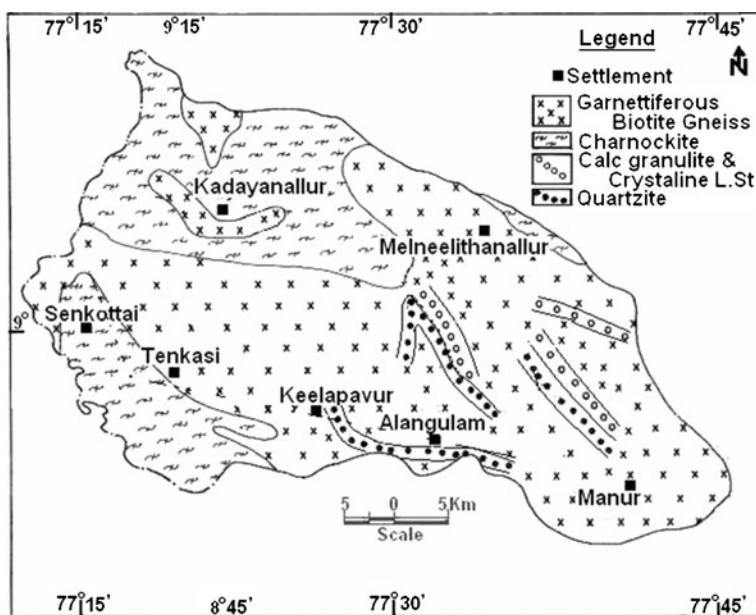 77°15' 9°15' 77°30' 77°45'
Legend
N
Settlement
Garnettiferous
Biotite Gneiss
Charnockite
Calc granulite &
Crystaline L.St
Quartzite
Kadayanallur
Melneelithanallur
Senkottai
9°
Tenkasi
Keelapavur
Alangulam
Manur
5 0 5Km
Scale
77°15' 8°45' 77°30' 77°45'